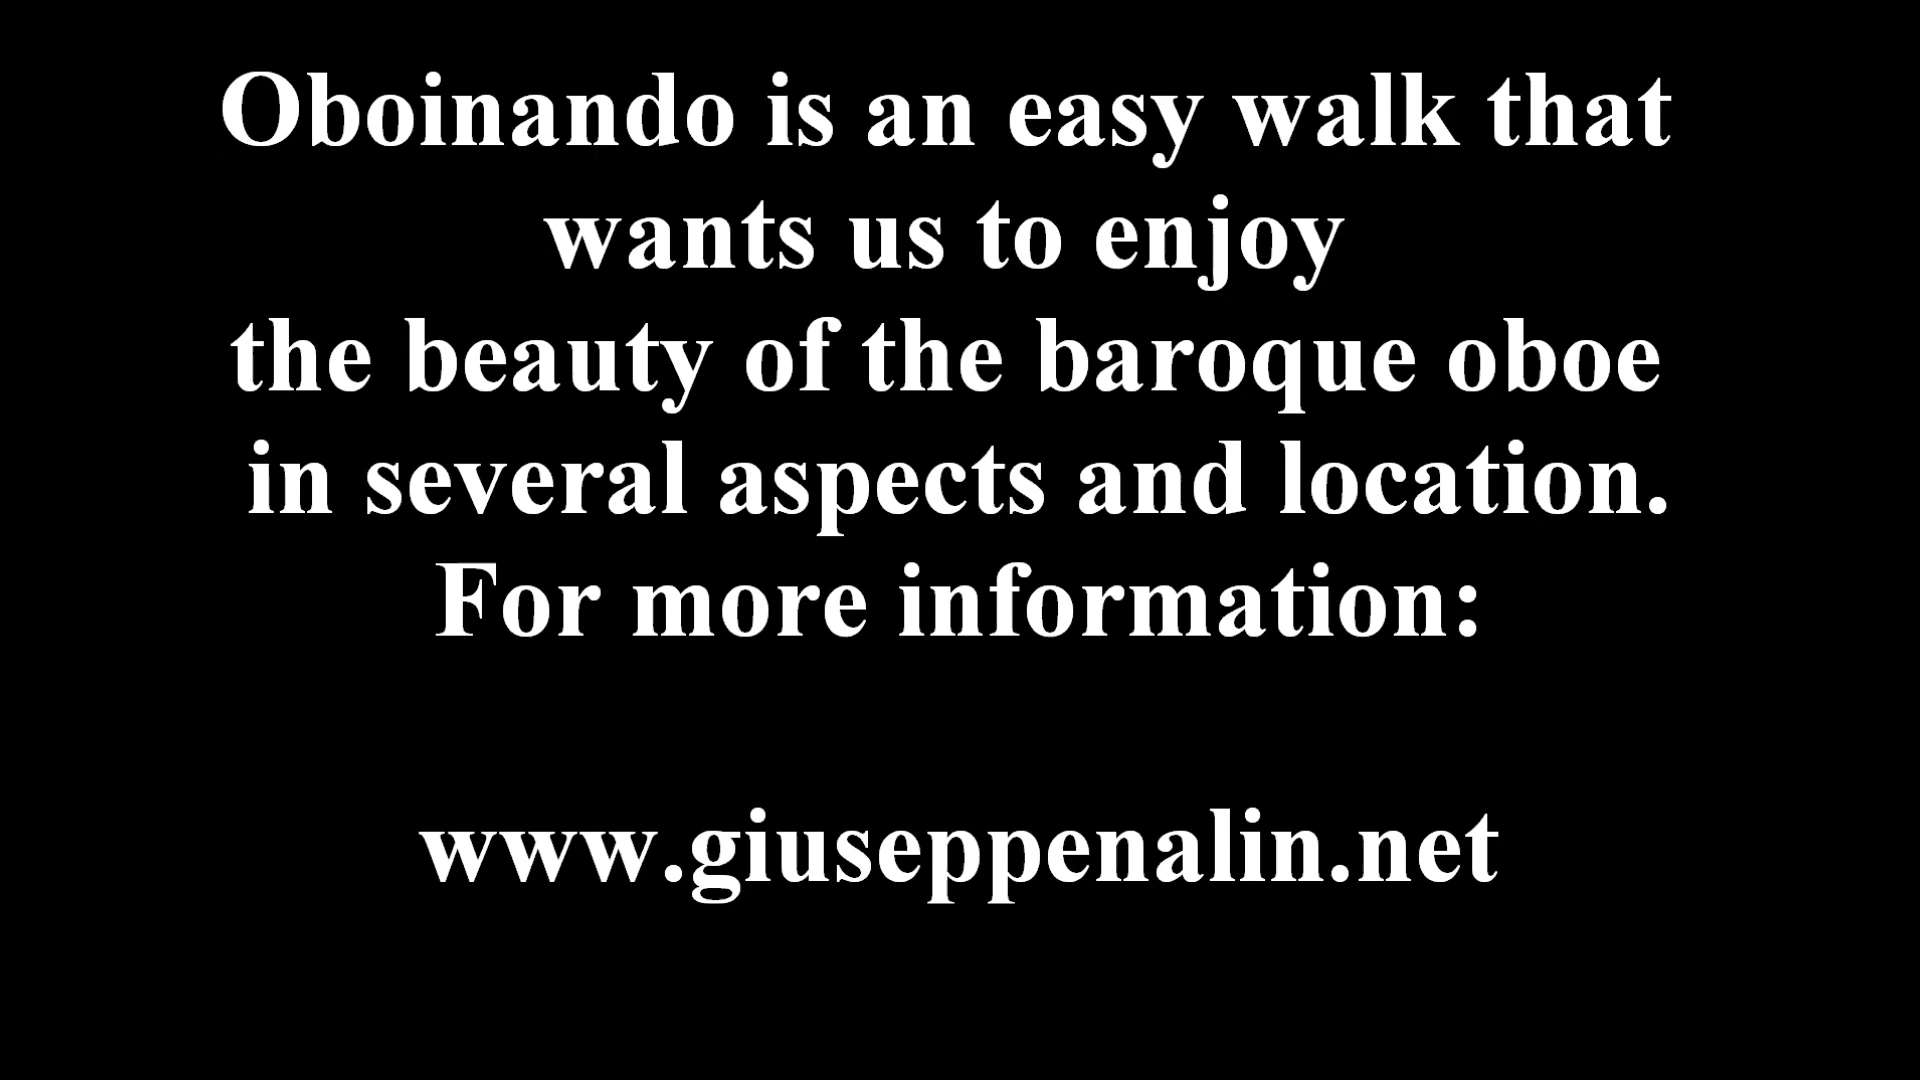 Oboinando is an easy walk that
wants us to enjoy
the beauty of the baroque oboe
in several aspects and location.
For more information:
www.giuseppenalin.net